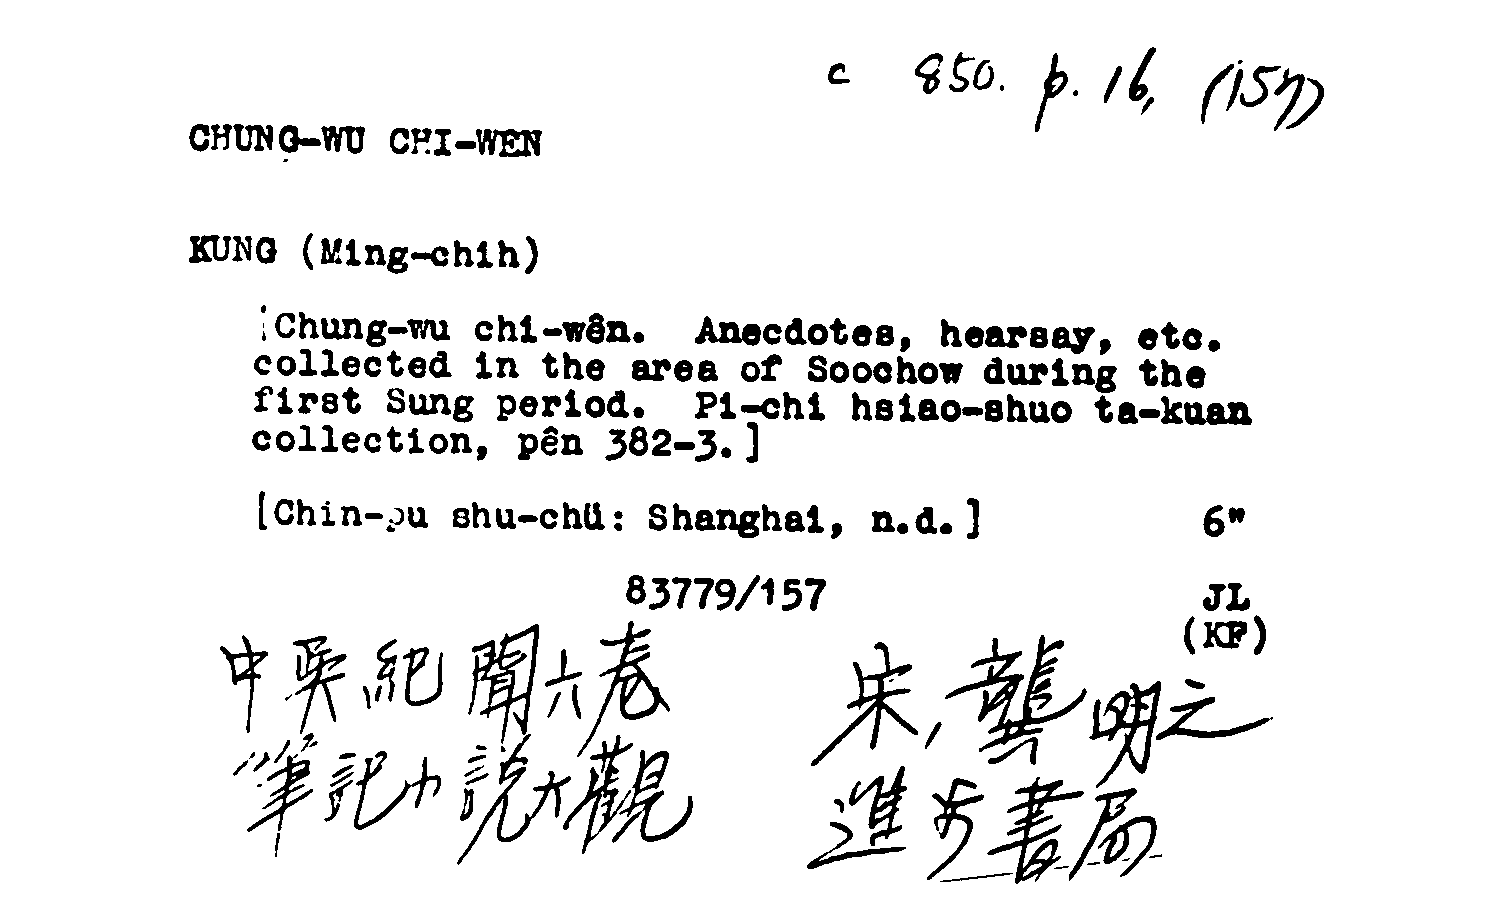 c 850. p. 16, (157)
CHUNG-WU CHI-WEN
KUNG (Ming-chih)
[Chung-wu chi-wên. Anecdotes, hearsay, etc.
collected in the area of Soochow during the
first Sung period. Pi-chi hsiao-shuo ta-kuan
collection, pên 382-3.]
[Chin-pu shu-chü: Shanghai, n.d.] 6"
83779/157 JL
(KF)
中吳紀聞六卷 宋,龔明之
筆記小說大觀 進步書局